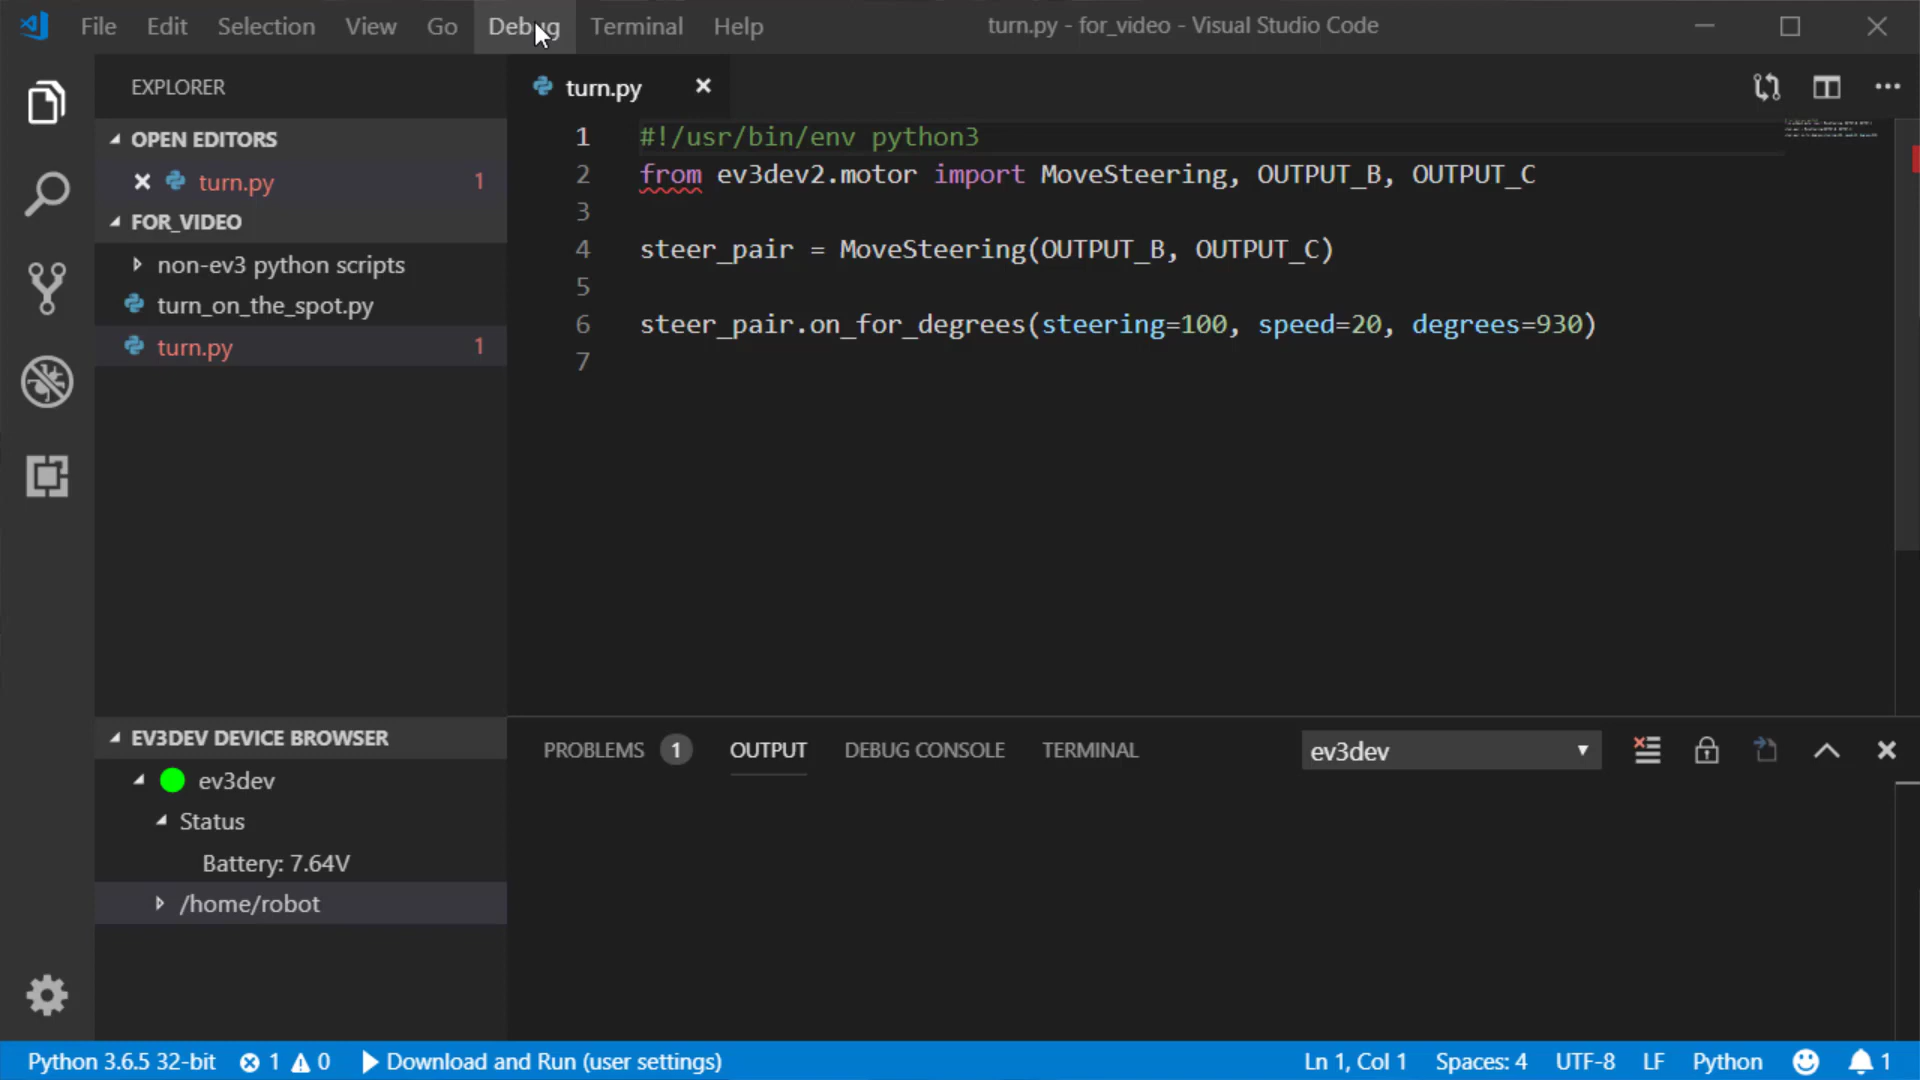 File Edit Selection View Go Debug Terminal Help turn.py - for_video - Visual Studio Code
EXPLORER
OPEN EDITORS
turn.py 1
FOR_VIDEO
non-ev3 python scripts
turn_on_the_spot.py
turn.py 1
turn.py
1 #!/usr/bin/env python3
2 from ev3dev2.motor import MoveSteering, OUTPUT_B, OUTPUT_C
3
4 steer_pair = MoveSteering(OUTPUT_B, OUTPUT_C)
5
6 steer_pair.on_for_degrees(steering=100, speed=20, degrees=930)
7
EV3DEV DEVICE BROWSER
ev3dev
Status
Battery: 7.64V
/home/robot
PROBLEMS 1 OUTPUT DEBUG CONSOLE TERMINAL ev3dev
Python 3.6.5 32-bit 1 0 Download and Run (user settings) Ln 1, Col 1 Spaces: 4 UTF-8 LF Python 1